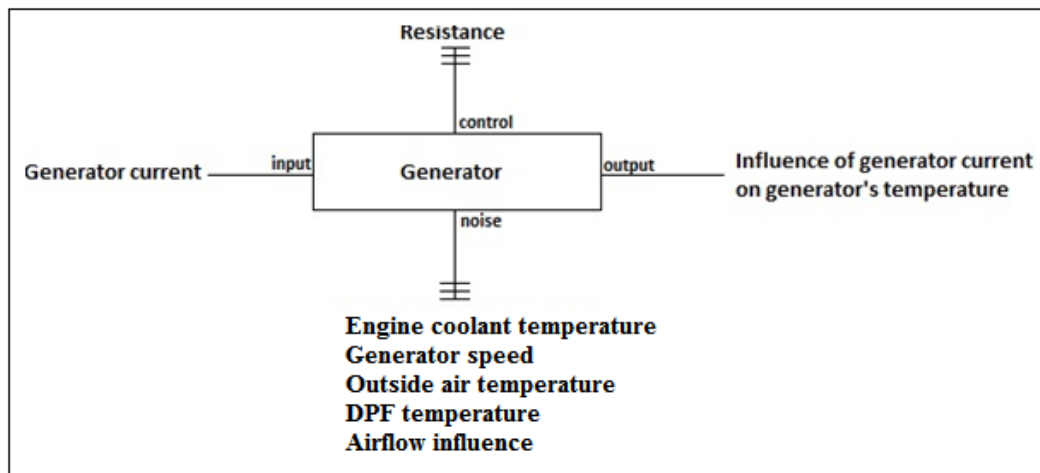 Resistance
control
Generator current
input
Generator
output
Influence of generator current
on generator's temperature
noise
Engine coolant temperature
Generator speed
Outside air temperature
DPF temperature
Airflow influence